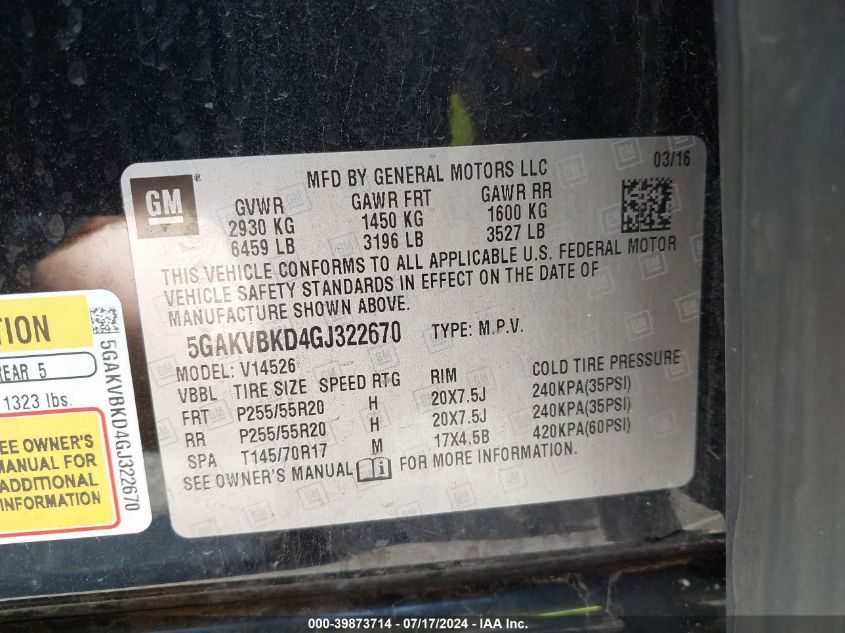 GM ®
MFD BY GENERAL MOTORS LLC
03/16
GVWR GAWR FRT GAWR RR
2930 KG 1450 KG 1600 KG
6459 LB 3196 LB 3527 LB
THIS VEHICLE CONFORMS TO ALL APPLICABLE U.S. FEDERAL MOTOR
VEHICLE SAFETY STANDARDS IN EFFECT ON THE DATE OF
MANUFACTURE SHOWN ABOVE.
5GAKVBKD4GJ322670 TYPE: M.P.V.
MODEL: V14526
VBBL TIRE SIZE SPEED RTG RIM COLD TIRE PRESSURE
FRT P255/55R20 H 20X7.5J 240KPA(35PSI)
RR P255/55R20 H 20X7.5J 240KPA(35PSI)
SPA T145/70R17 M 17X4.5B 420KPA(60PSI)
SEE OWNER'S MANUAL i FOR MORE INFORMATION.
TION
REAR 5
1323 lbs.
SEE OWNER'S
MANUAL FOR
ADDITIONAL
INFORMATION
5GAKVBKD4GJ322670
000-39873714 - 07/17/2024 - IAA Inc.